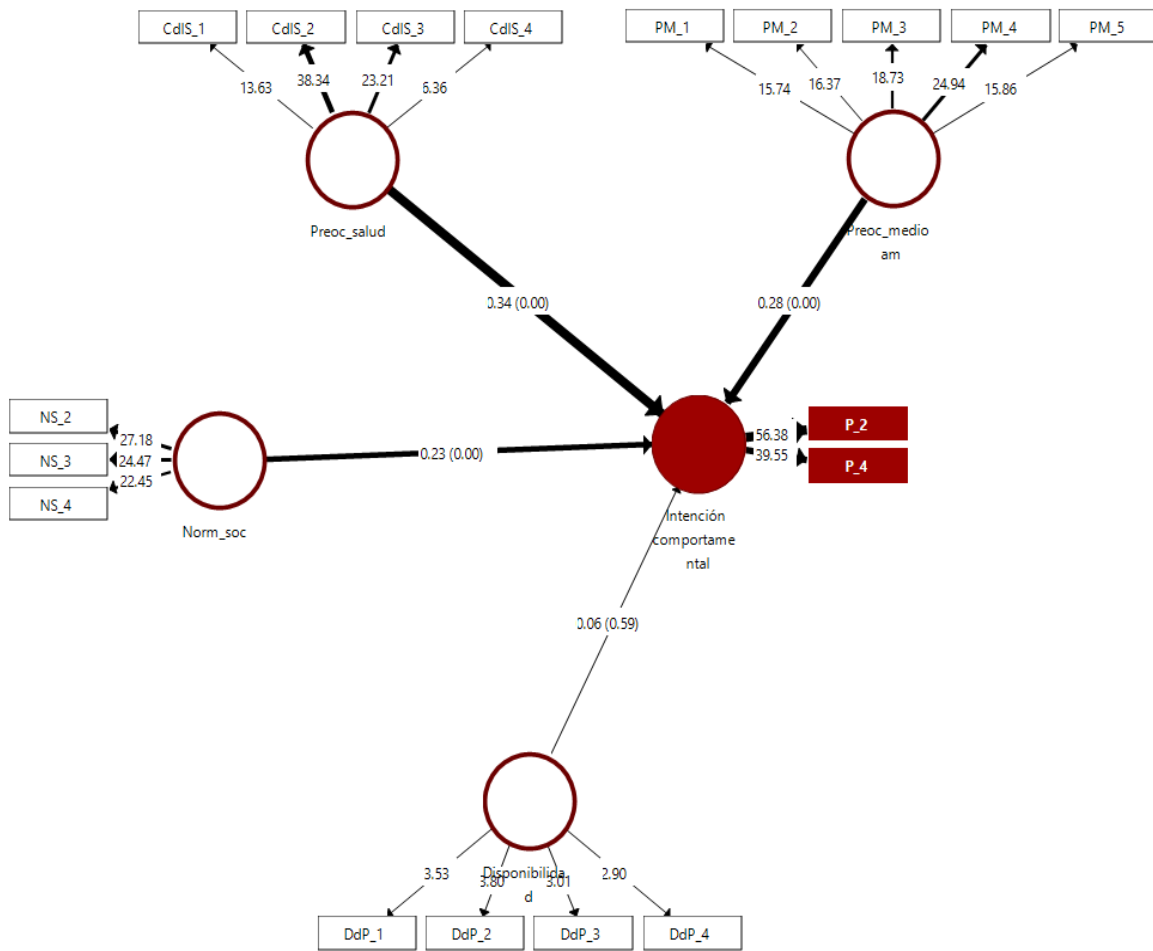 CdIS_1
CdIS_2
CdIS_3
CdIS_4
PM_1
PM_2
PM_3
PM_4
PM_5
13.63
38.34
23.21
6.36
15.74
16.37
18.73
24.94
15.86
Preoc_salud
Preoc_medio
am
0.34 (0.00)
0.28 (0.00)
NS_2
NS_3
NS_4
27.18
24.47
22.45
Norm_soc
0.23 (0.00)
56.38
39.55
P_2
P_4
Intención
comportame
ntal
0.06 (0.59)
Disponibilida
d
3.53
3.80
3.01
2.90
DdP_1
DdP_2
DdP_3
DdP_4